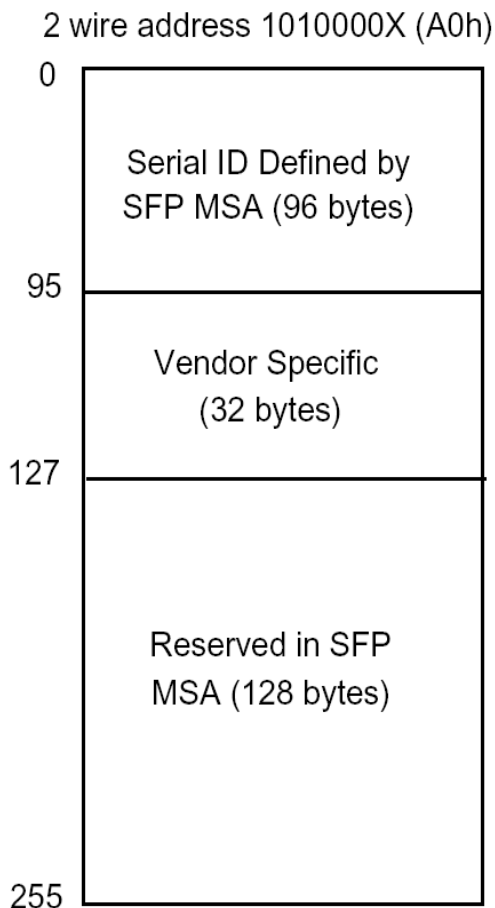 2 wire address 1010000X (A0h)
0
Serial ID Defined by
SFP MSA (96 bytes)
95
Vendor Specific
(32 bytes)
127
Reserved in SFP
MSA (128 bytes)
255